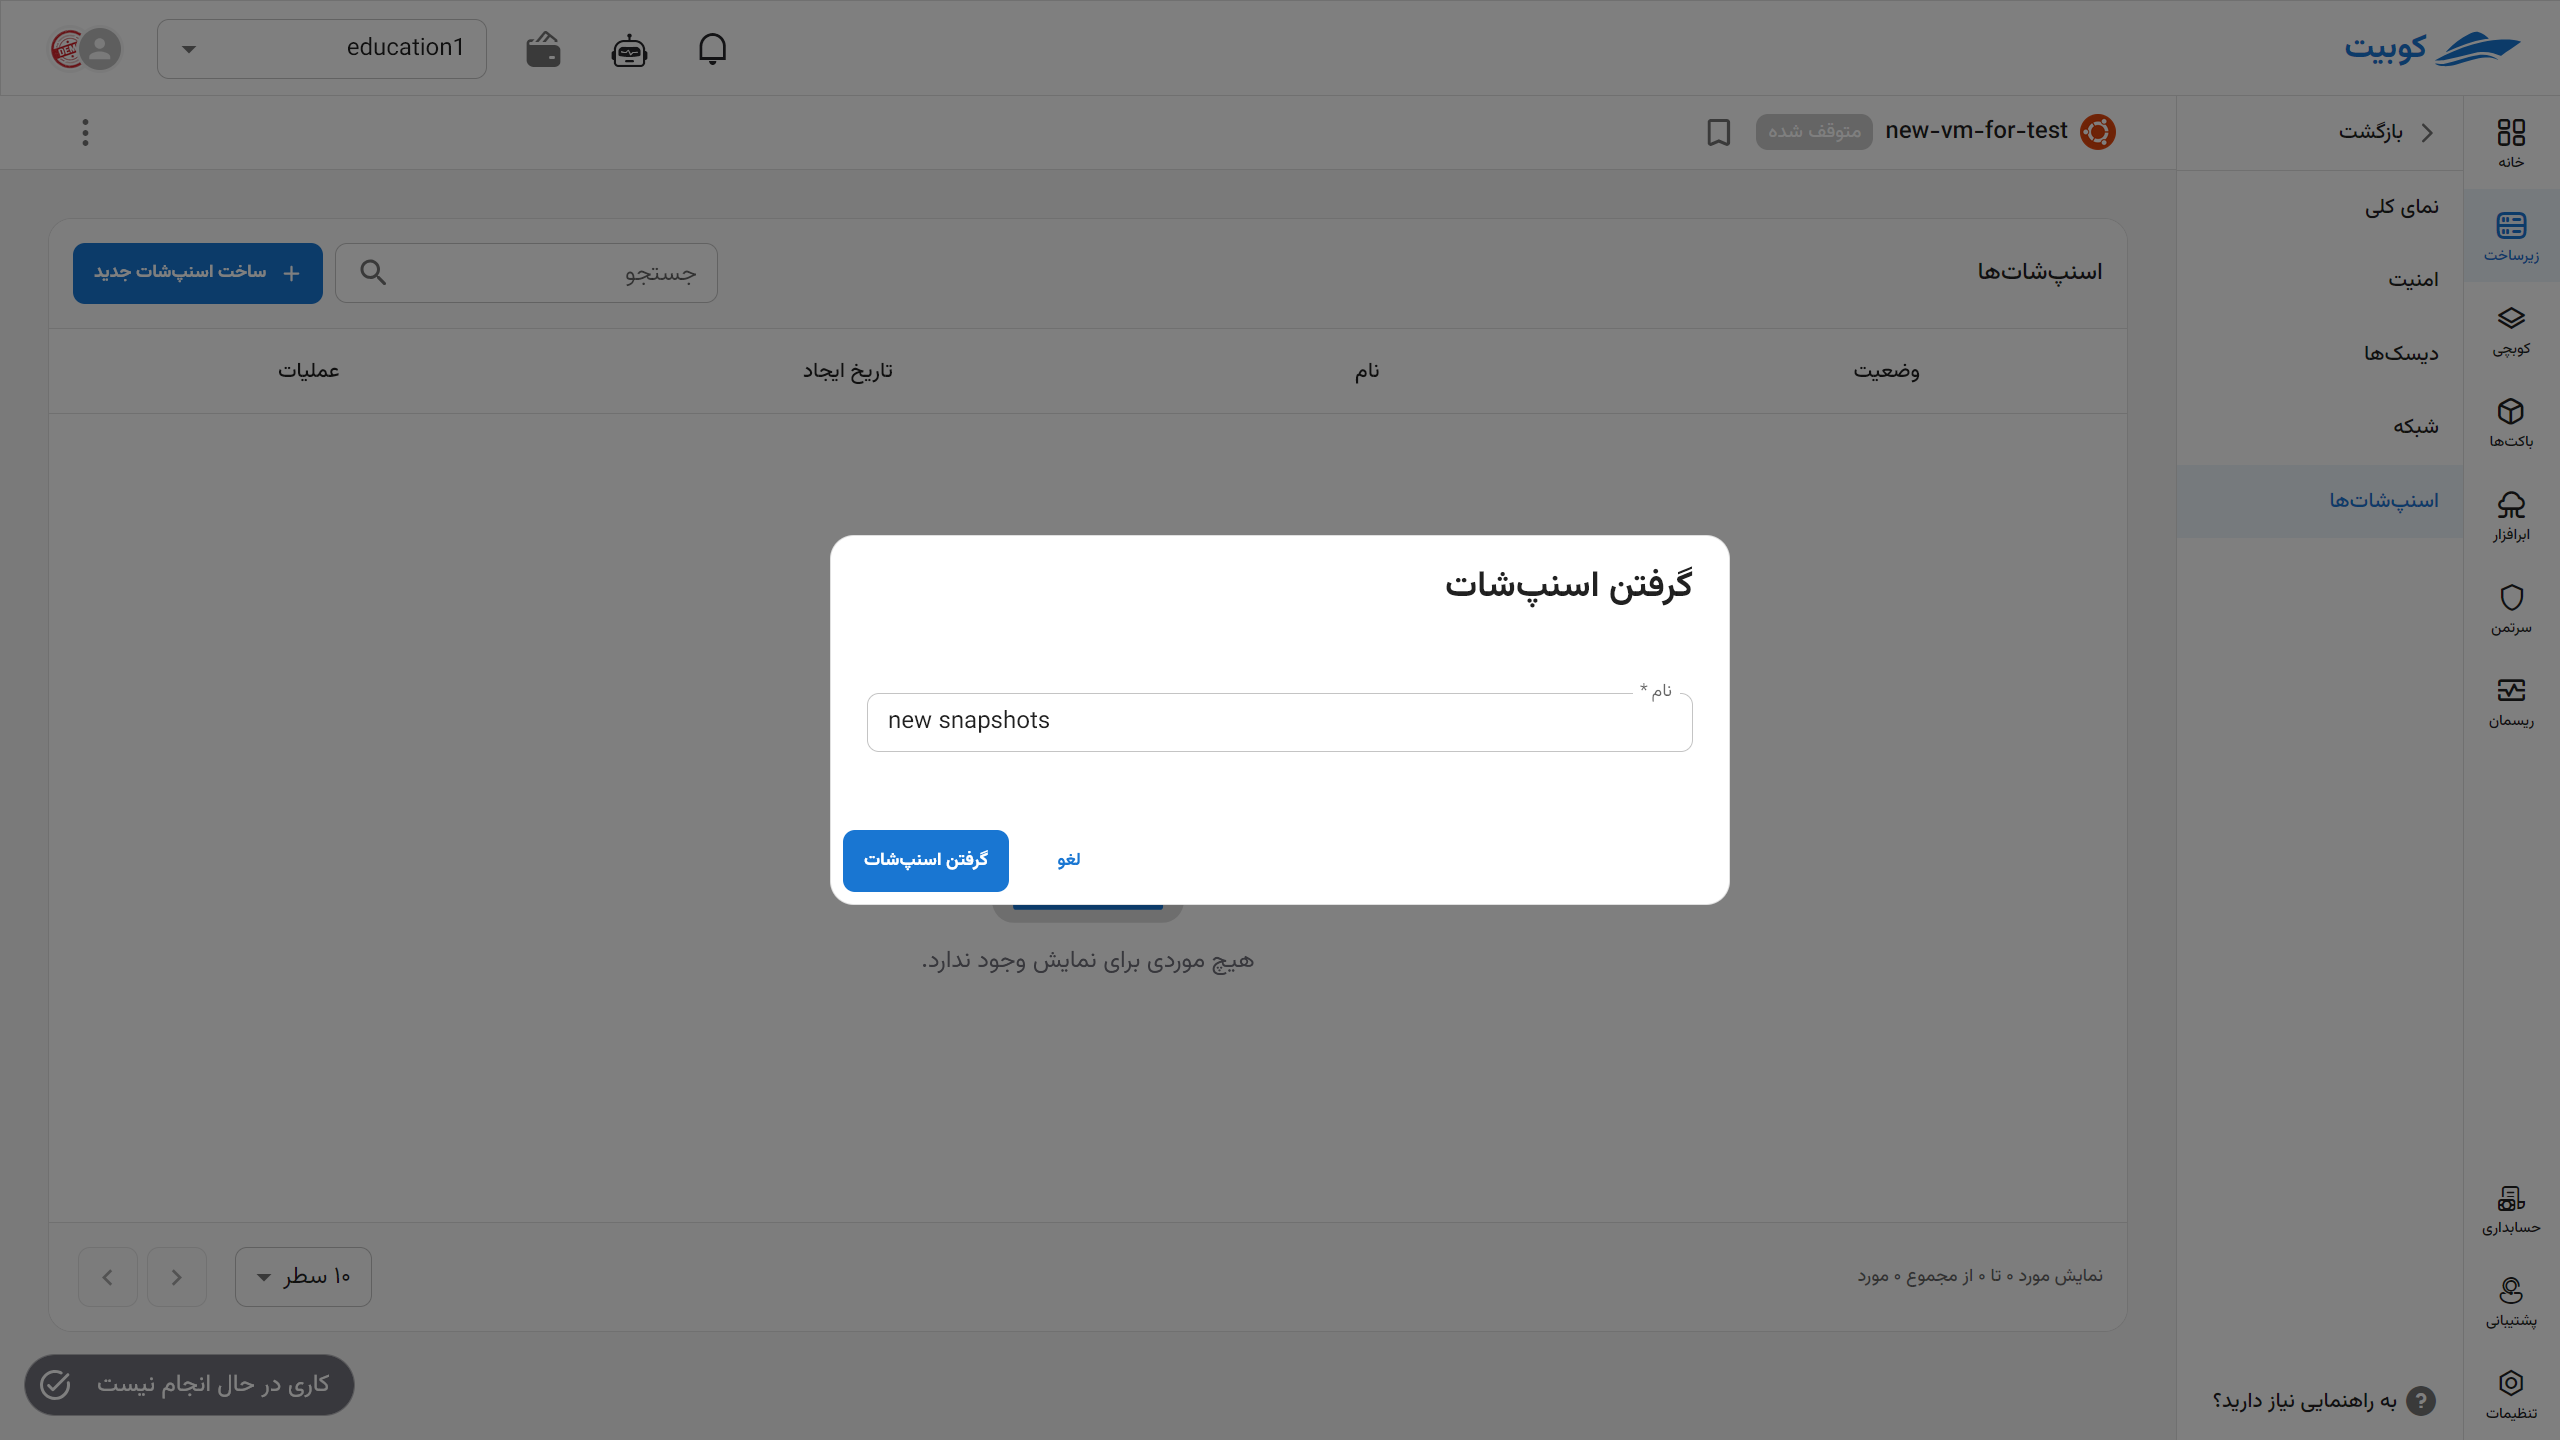 کوبیت
education1
خانه
زیرساخت
کوبچی
باکت‌ها
ابرافزار
سرتمن
ریسمان
حسابداری
پشتیبانی
تنظیمات
بازگشت
نمای کلی
امنیت
دیسک‌ها
شبکه
اسنپ‌شات‌ها
به راهنمایی نیاز دارید؟
new-vm-for-test متوقف شده
اسنپ‌شات‌ها
جستجو
ساخت اسنپ‌شات جدید
وضعیت نام تاریخ ایجاد عملیات
گرفتن اسنپ‌شات
نام *
new snapshots
لغو
گرفتن اسنپ‌شات
هیچ موردی برای نمایش وجود ندارد.
نمایش مورد ۰ تا ۰ از مجموع ۰ مورد
۱۰ سطر
کاری در حال انجام نیست